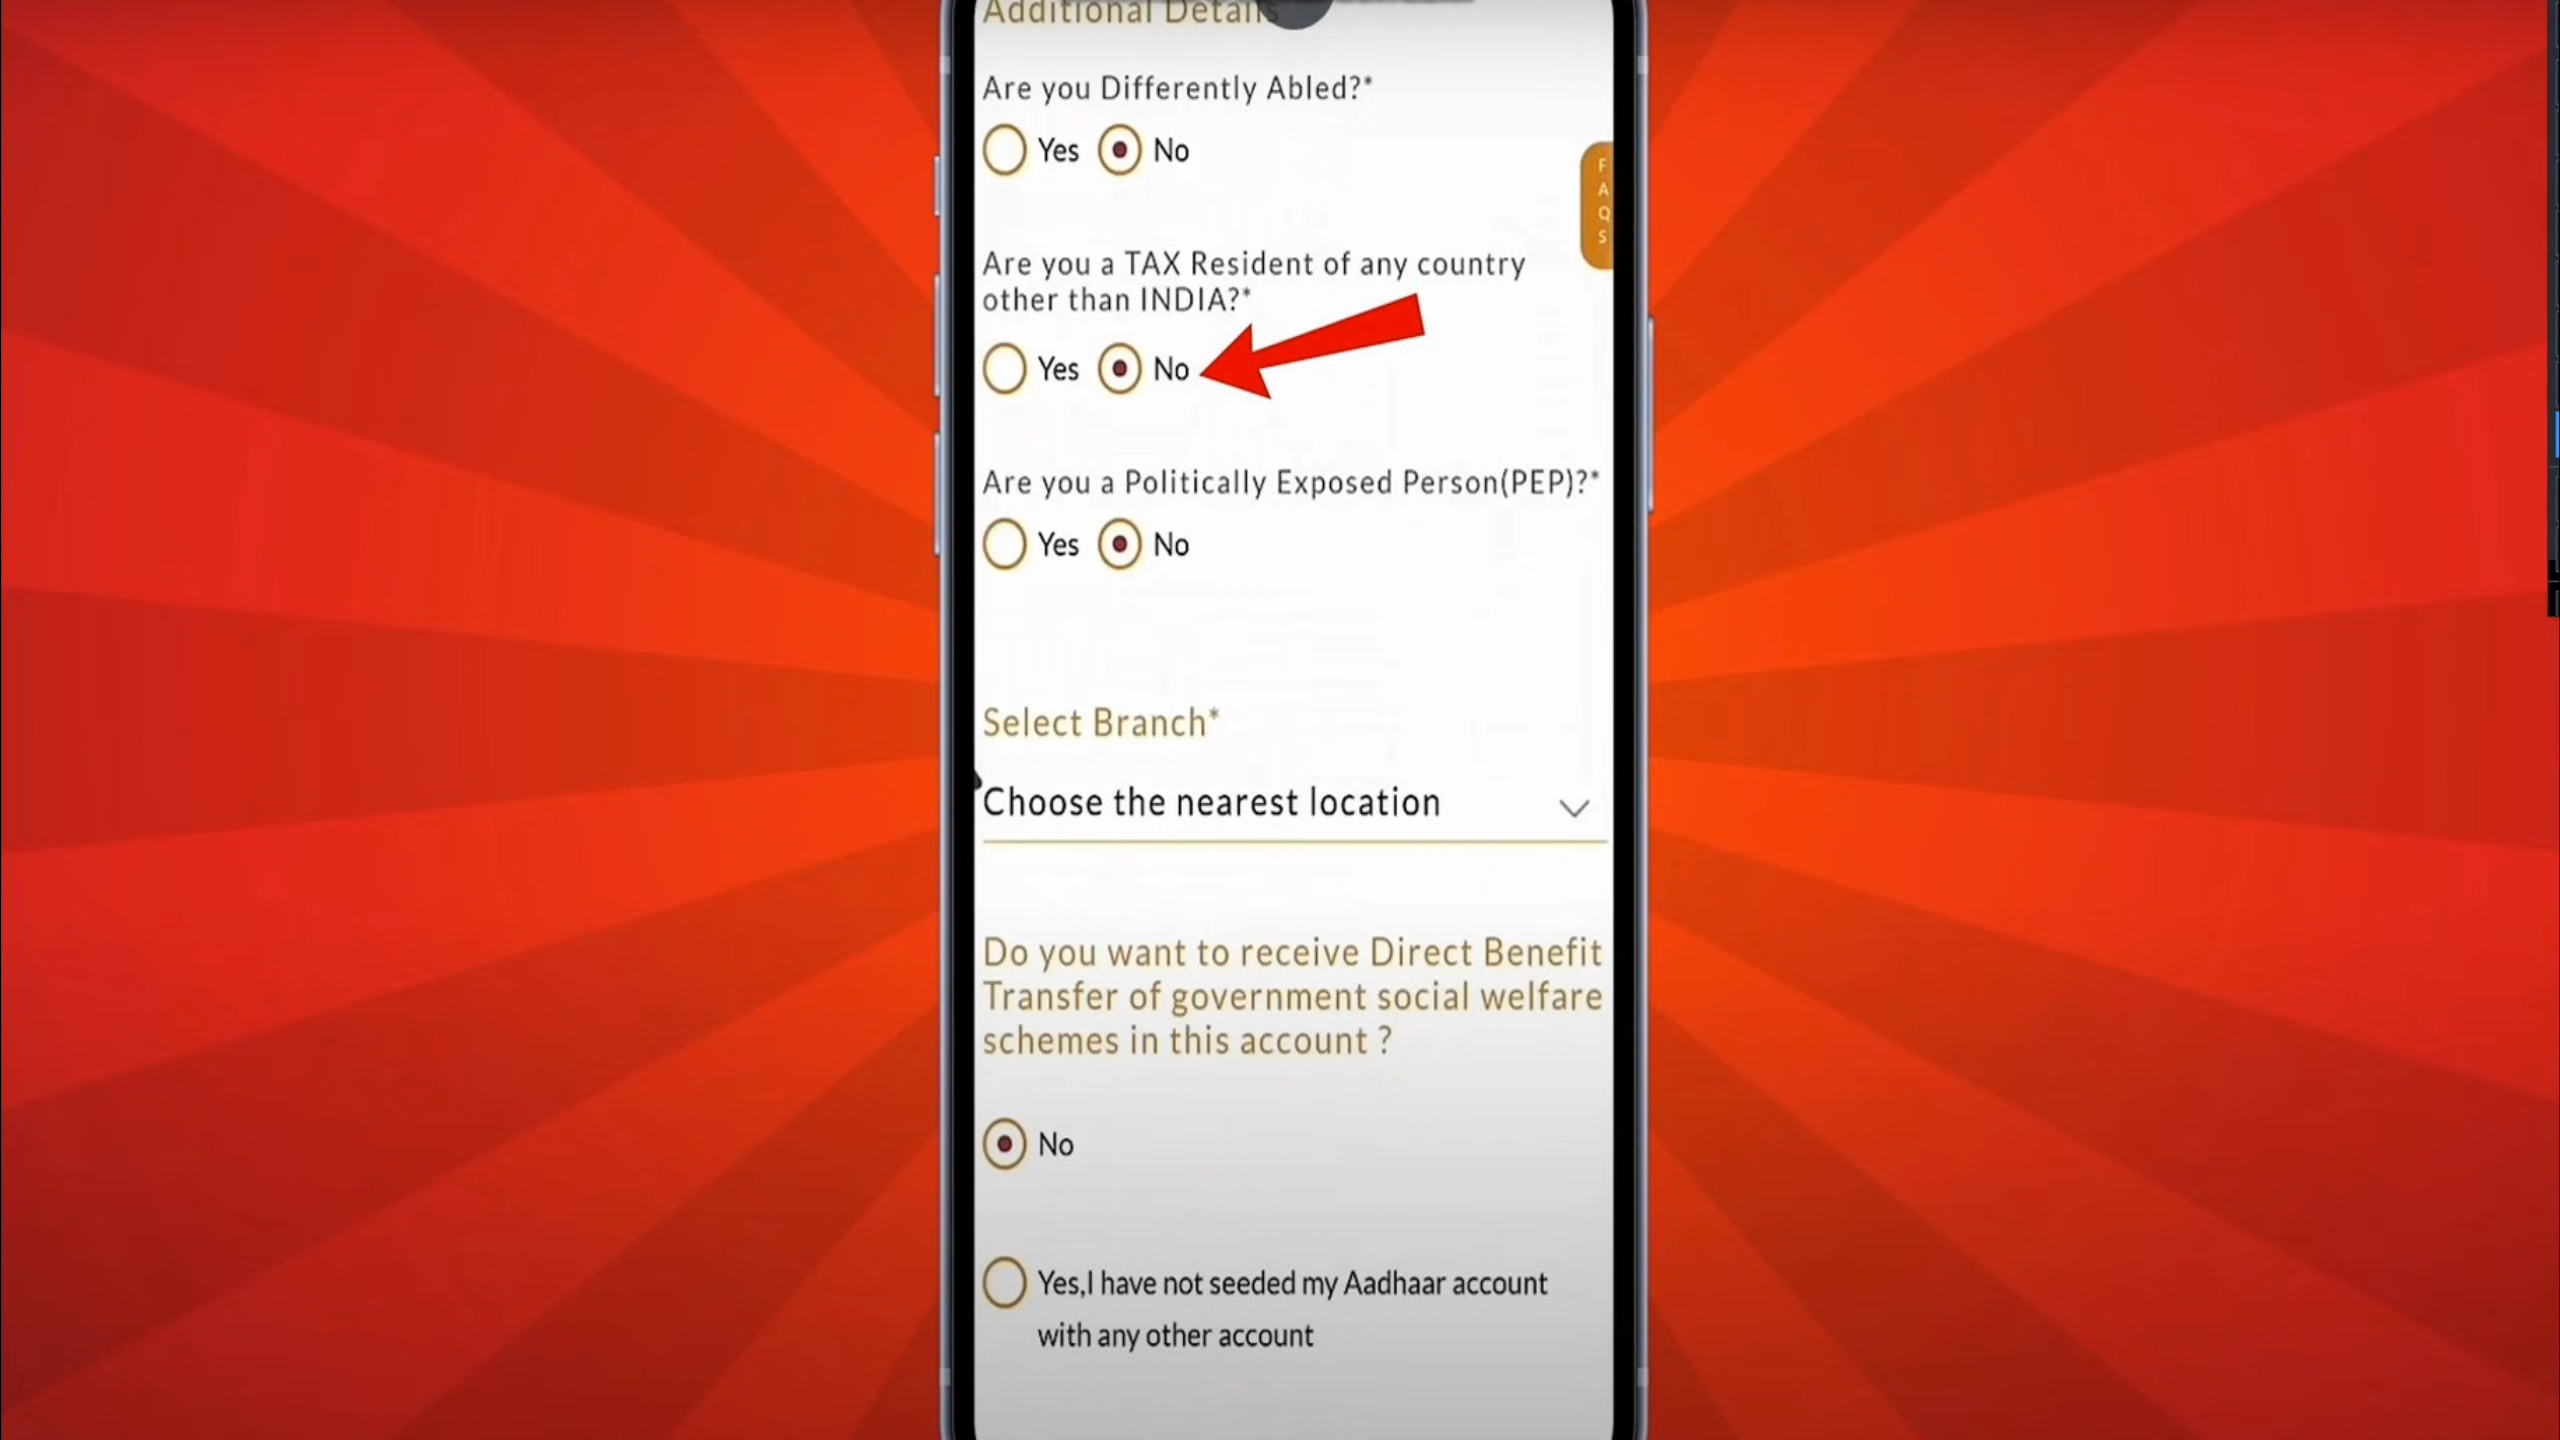 Additional Details
Are you Differently Abled?*
Yes No
F
A
Q
S
Are you a TAX Resident of any country
other than INDIA?*
Yes No
Are you a Politically Exposed Person(PEP)?*
Yes No
Select Branch*
Choose the nearest location
Do you want to receive Direct Benefit
Transfer of government social welfare
schemes in this account ?
No
Yes,I have not seeded my Aadhaar account
with any other account